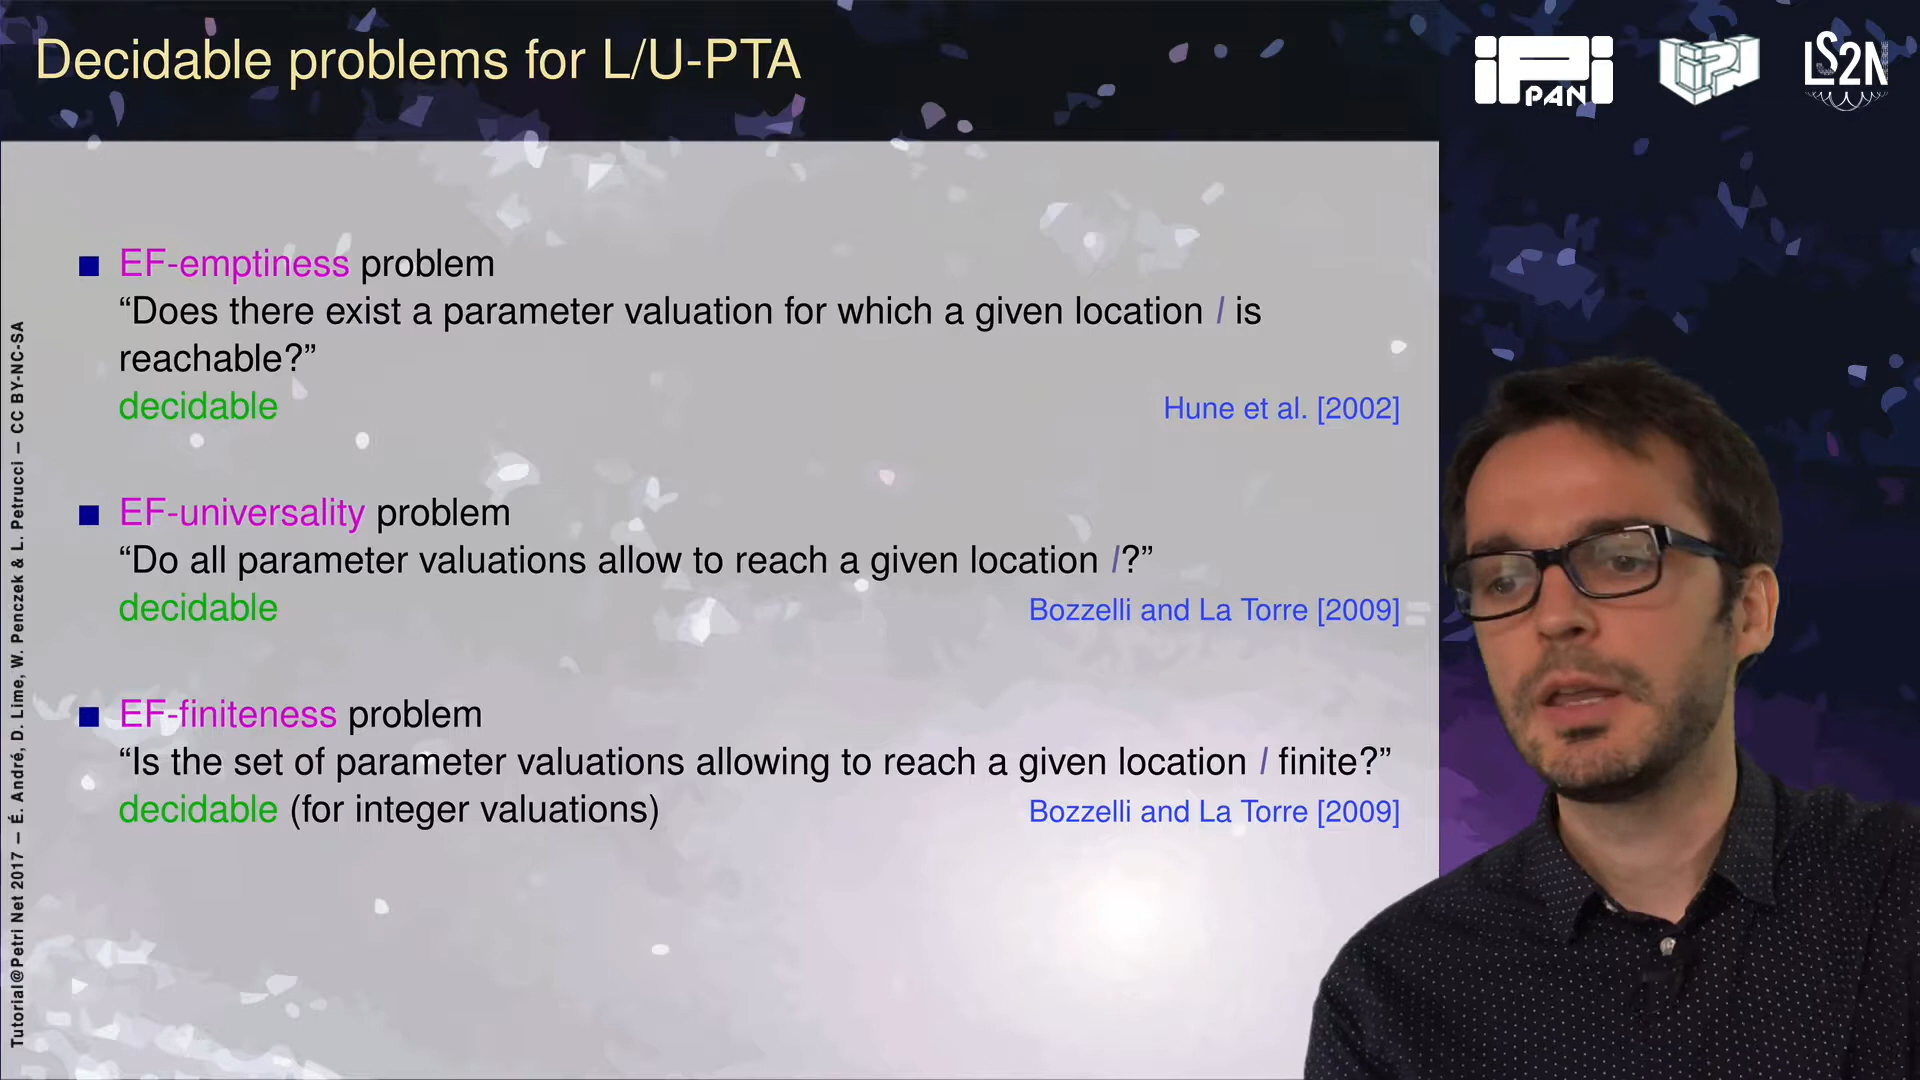 Decidable problems for L/U-PTA
iPi PAN
LIPN
LS2N
EF-emptiness problem
“Does there exist a parameter valuation for which a given location l is
reachable?”
decidable
Hune et al. [2002]
EF-universality problem
“Do all parameter valuations allow to reach a given location l?”
decidable
Bozzelli and La Torre [2009]
EF-finiteness problem
“Is the set of parameter valuations allowing to reach a given location l finite?”
decidable (for integer valuations)
Bozzelli and La Torre [2009]
Tutorial@Petri Net 2017 — É. André, D. Lime, W. Penczek & L. Petrucci — CC BY-NC-SA